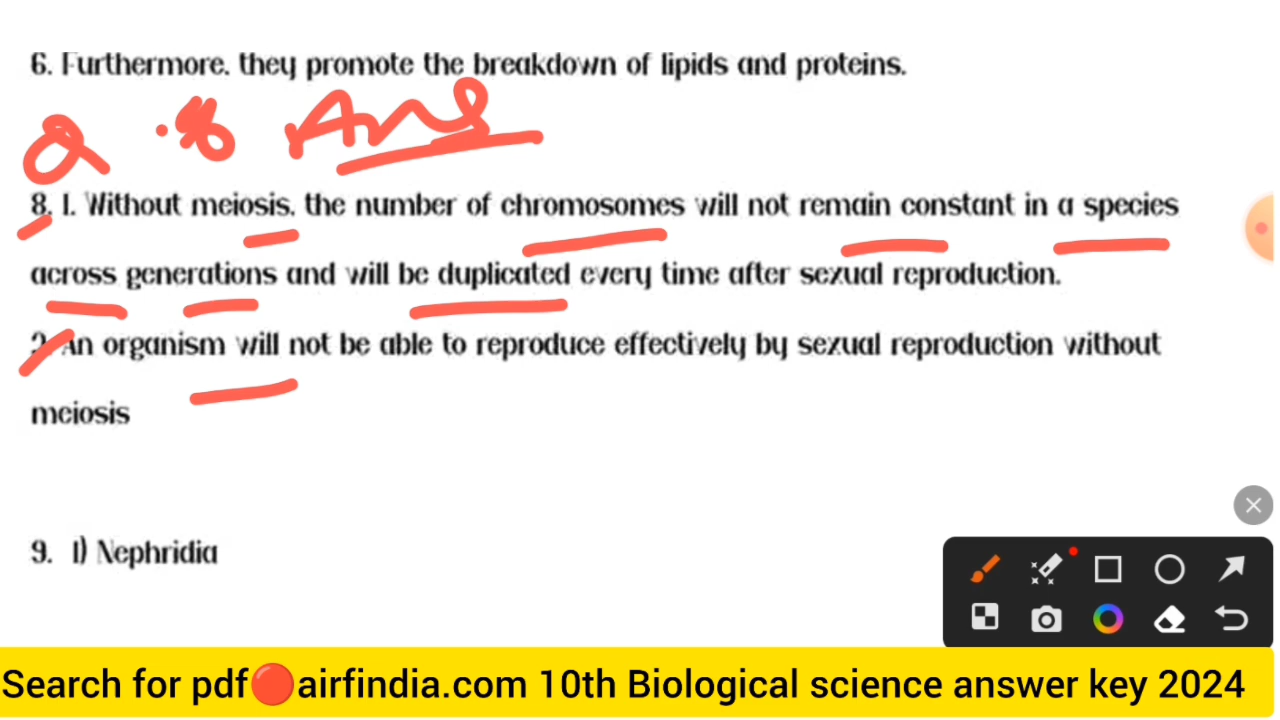 6. Furthermore, they promote the breakdown of lipids and proteins.
Q .8 Ans
8. 1. Without meiosis, the number of chromosomes will not remain constant in a species
across generations and will be duplicated every time after sexual reproduction.
2. An organism will not be able to reproduce effectively by sexual reproduction without
meiosis
9. 1) Nephridia
Search for pdf🔴airfindia.com 10th Biological science answer key 2024